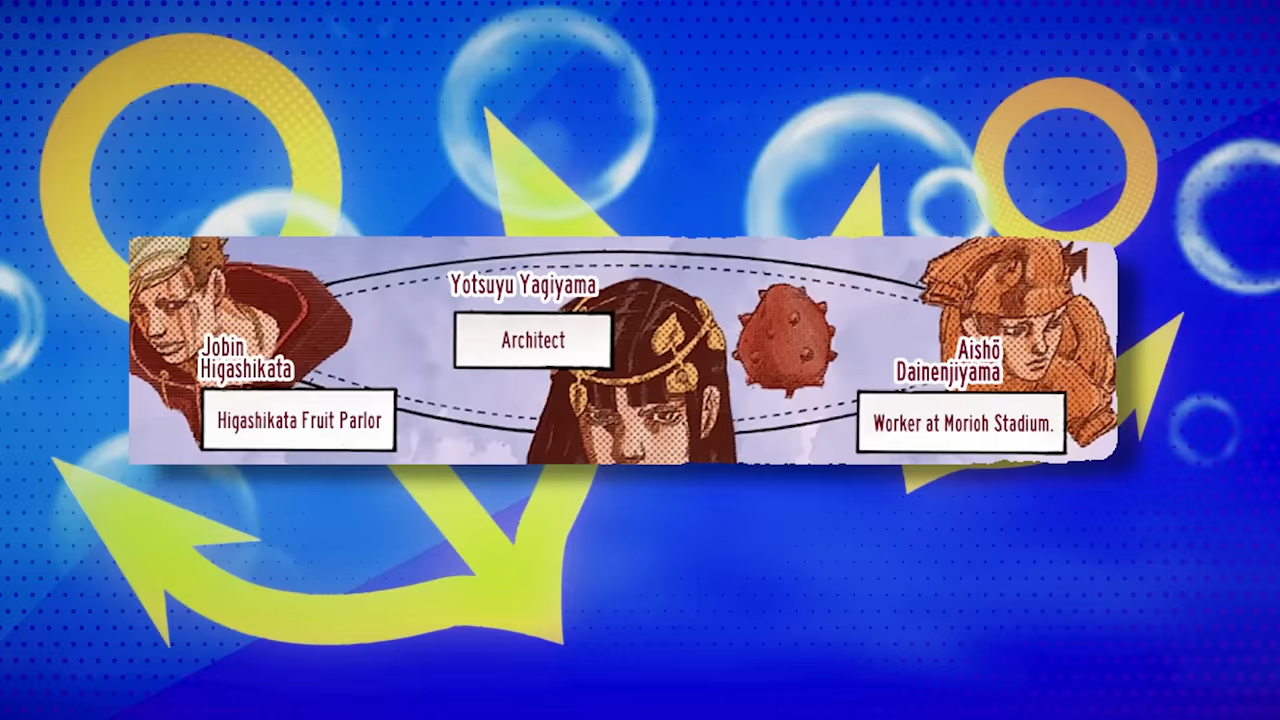 Jobin
Higashikata
Higashikata Fruit Parlor
Yotsuyu Yagiyama
Architect
Aishō
Dainenjiyama
Worker at Morioh Stadium.